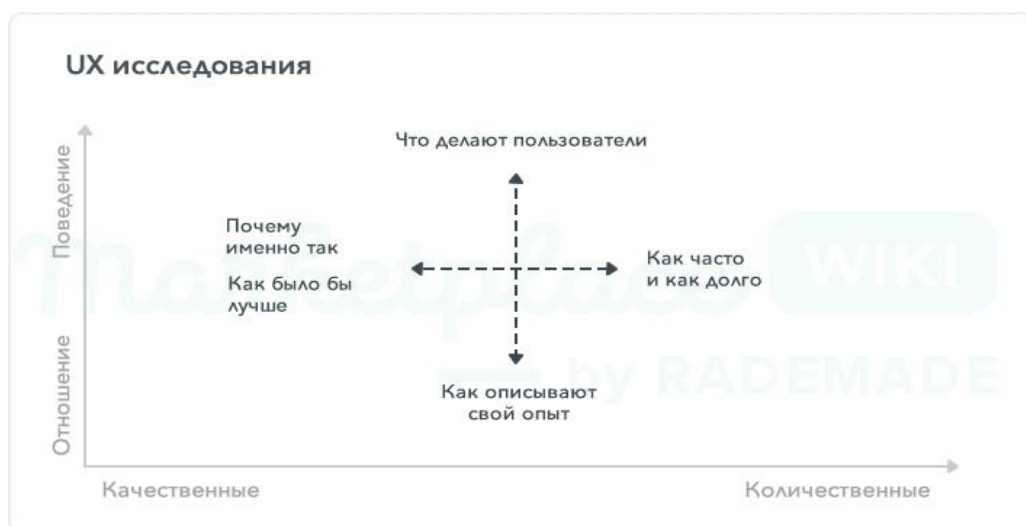 UX исследования
Что делают пользователи
Поведение
Почему
именно так
Как было бы
лучше
Как часто
и как долго
Marketplace WIKI
by RADEMADE
Отношение
Как описывают
свой опыт
Качественные
Количественные